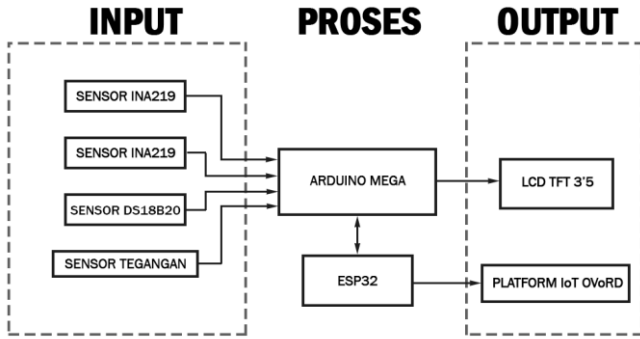 INPUT
PROSES
OUTPUT
SENSOR INA219
SENSOR INA219
SENSOR DS18B20
SENSOR TEGANGAN
ARDUINO MEGA
ESP32
LCD TFT 3'5
PLATFORM IoT OVoRD